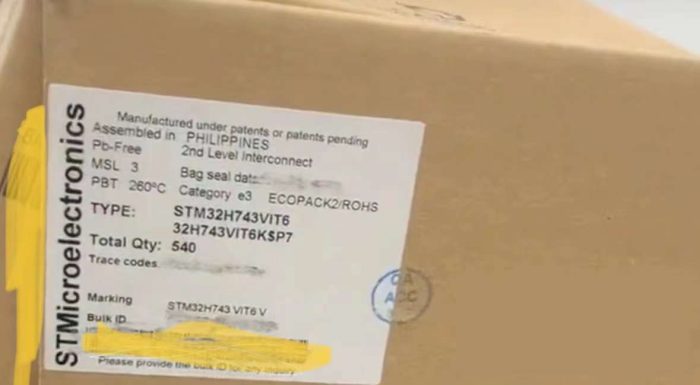 STMicroelectronics
Manufactured under patents or patents pending
Assembled in PHILIPPINES
Pb-Free 2nd Level Interconnect
MSL 3 Bag seal date
PBT 260°C Category e3 ECOPACK2/ROHS
TYPE: STM32H743VIT6
32H743VIT6K$P7
Total Qty: 540
Trace codes
Marking STM32H743 VIT6 V
Bulk ID
Please provide the bulk ID for any inquiry
QA
ACC